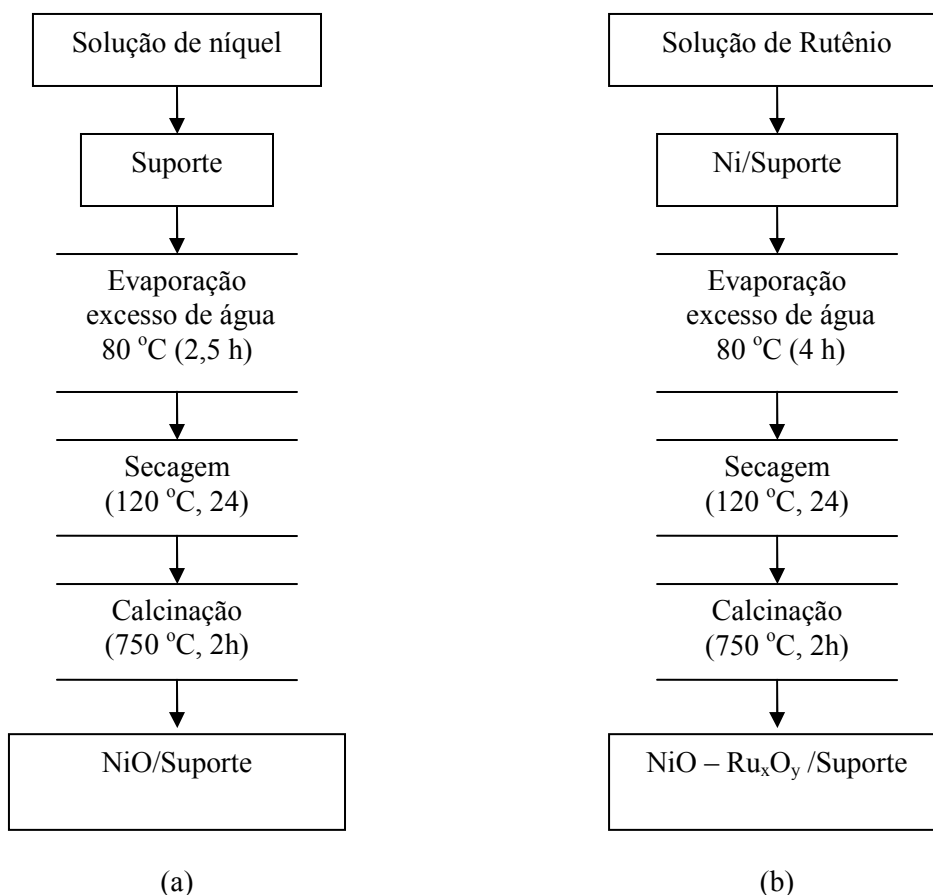 Solução de níquel
Suporte
Evaporação
excesso de água
80 °C (2,5 h)
Secagem
(120 °C, 24)
Calcinação
(750 °C, 2h)
NiO/Suporte
(a)
Solução de Rutênio
Ni/Suporte
Evaporação
excesso de água
80 °C (4 h)
Secagem
(120 °C, 24)
Calcinação
(750 °C, 2h)
NiO – RuₓOᵧ /Suporte
(b)